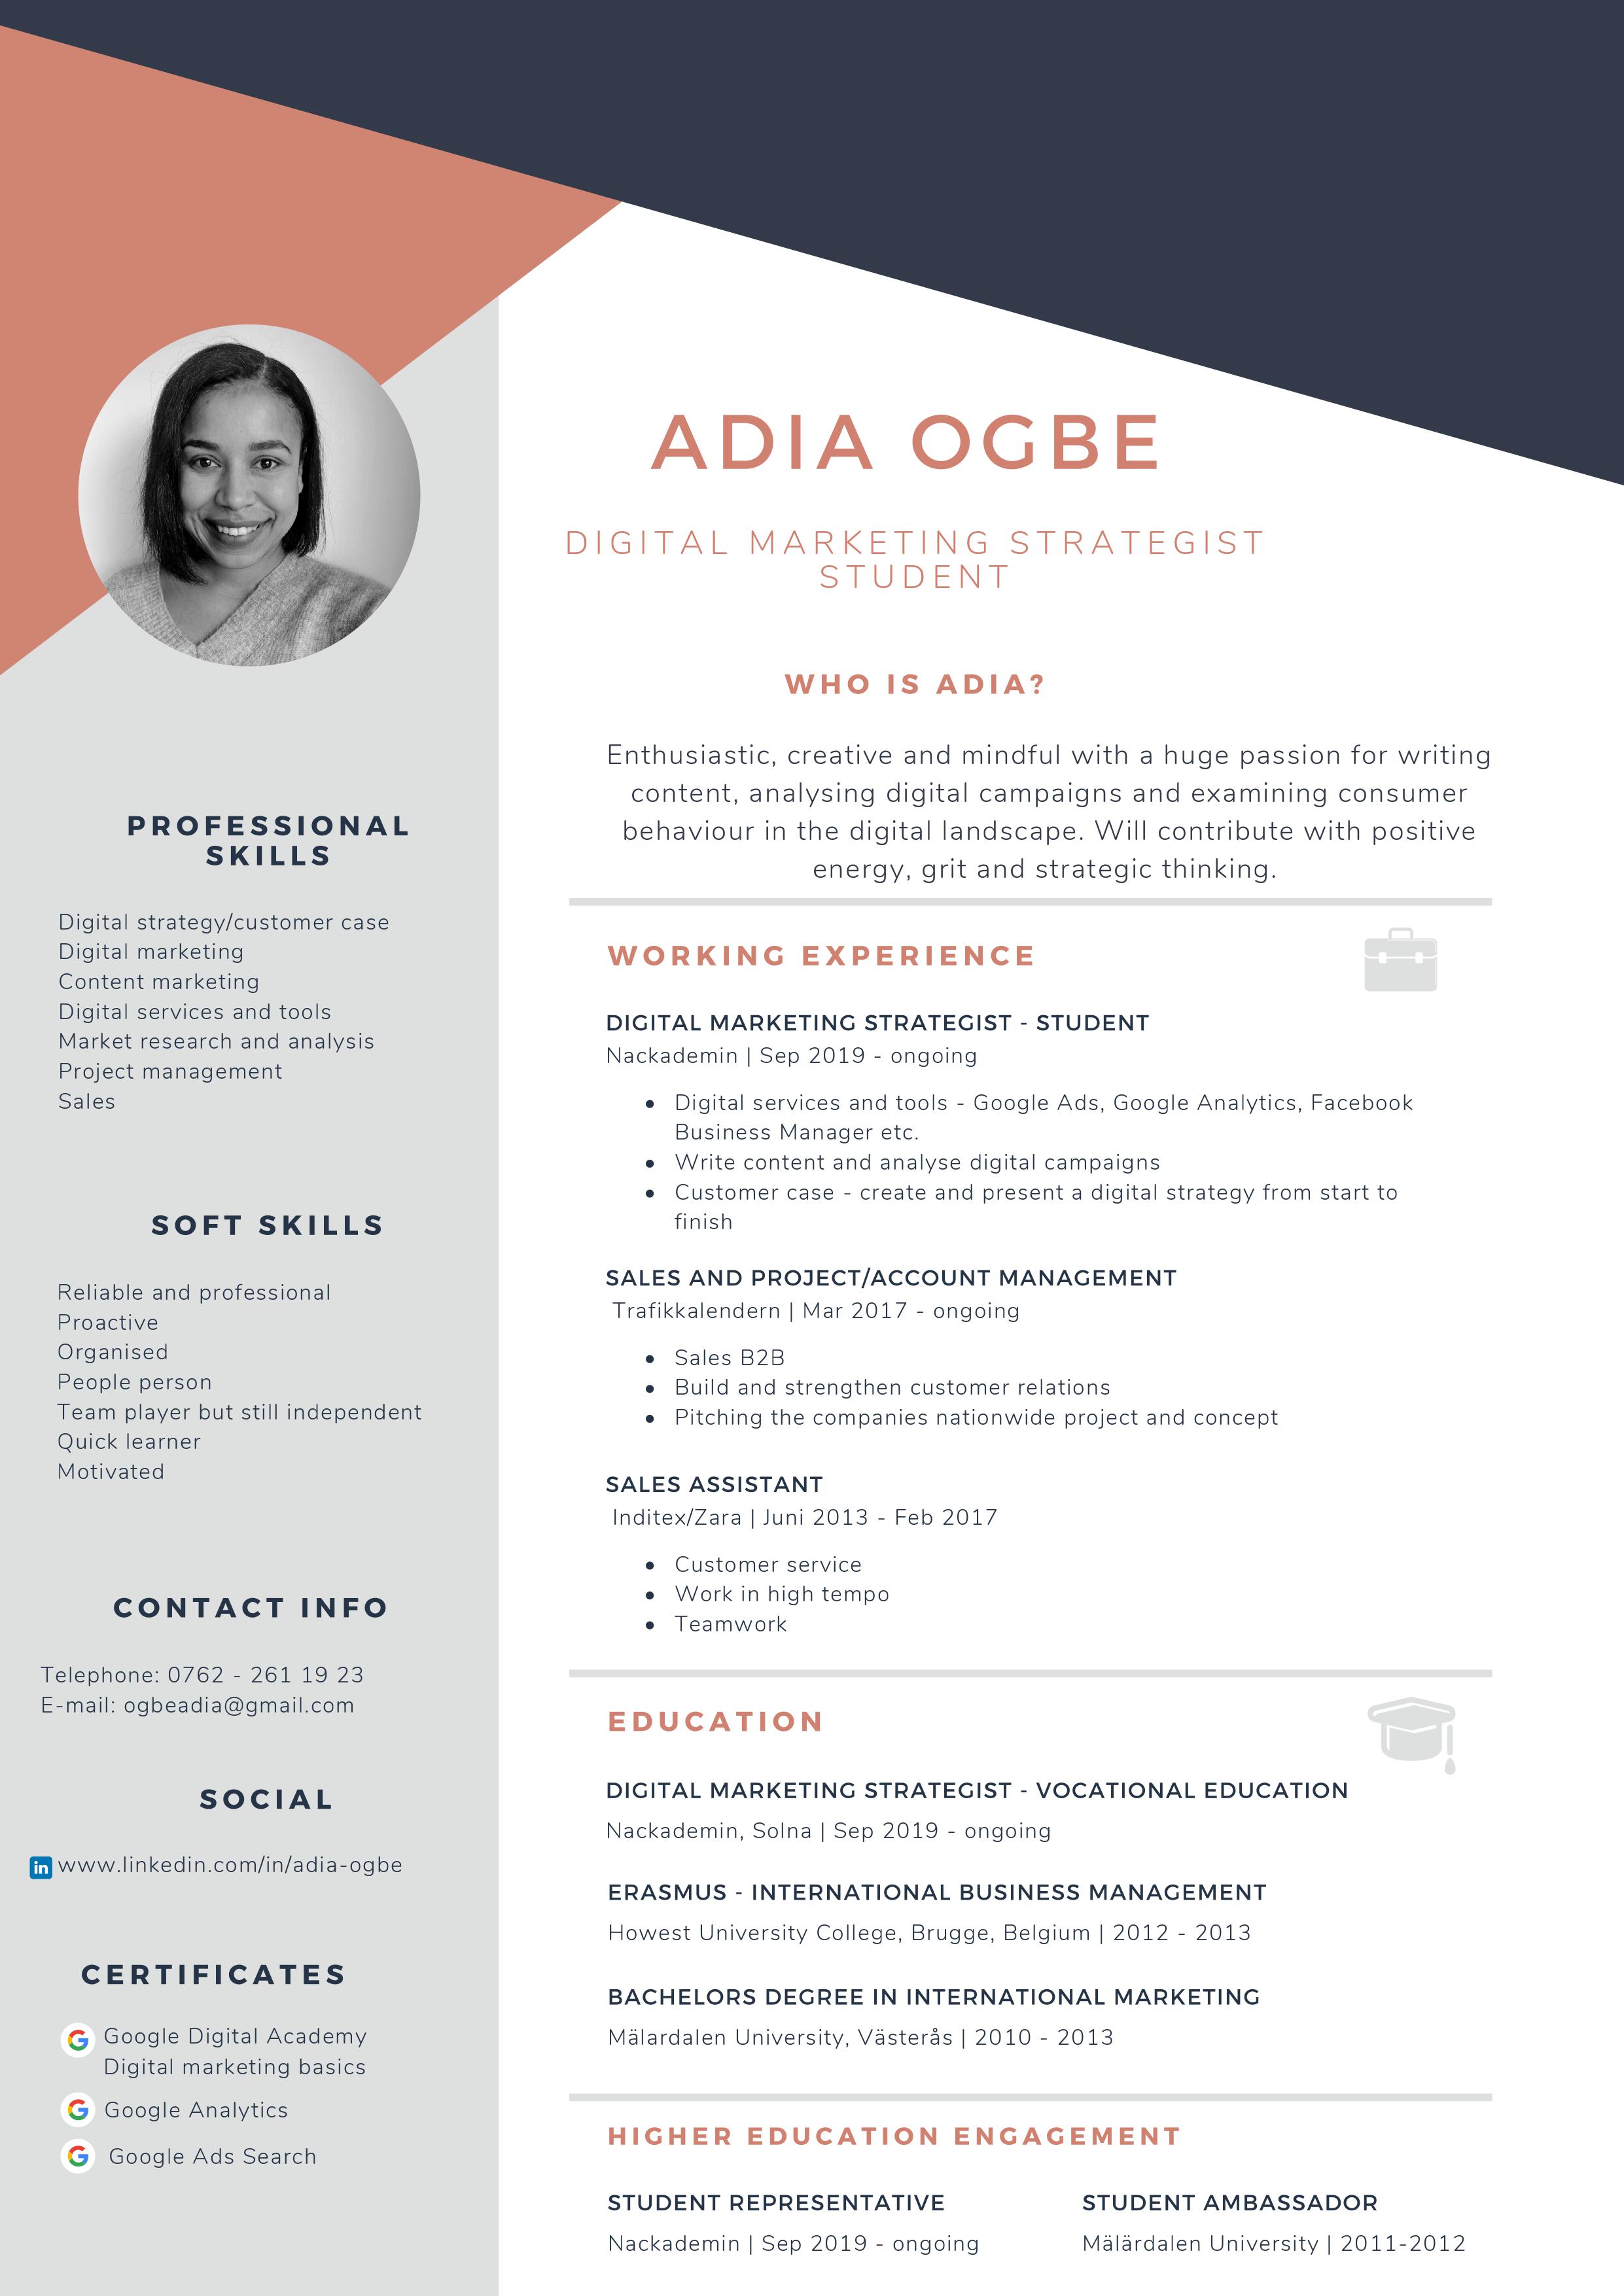 ADIA OGBE
DIGITAL MARKETING STRATEGIST
STUDENT
WHO IS ADIA?
Enthusiastic, creative and mindful with a huge passion for writing
content, analysing digital campaigns and examining consumer
behaviour in the digital landscape. Will contribute with positive
energy, grit and strategic thinking.
PROFESSIONAL
SKILLS
Digital strategy/customer case
Digital marketing
Content marketing
Digital services and tools
Market research and analysis
Project management
Sales
SOFT SKILLS
Reliable and professional
Proactive
Organised
People person
Team player but still independent
Quick learner
Motivated
CONTACT INFO
Telephone: 0762 - 261 19 23
E-mail: ogbeadia@gmail.com
SOCIAL
in www.linkedin.com/in/adia-ogbe
CERTIFICATES
G Google Digital Academy
Digital marketing basics
G Google Analytics
G Google Ads Search
WORKING EXPERIENCE
DIGITAL MARKETING STRATEGIST - STUDENT
Nackademin | Sep 2019 - ongoing
• Digital services and tools - Google Ads, Google Analytics, Facebook
Business Manager etc.
• Write content and analyse digital campaigns
• Customer case - create and present a digital strategy from start to
finish
SALES AND PROJECT/ACCOUNT MANAGEMENT
Trafikkalendern | Mar 2017 - ongoing
• Sales B2B
• Build and strengthen customer relations
• Pitching the companies nationwide project and concept
SALES ASSISTANT
Inditex/Zara | Juni 2013 - Feb 2017
• Customer service
• Work in high tempo
• Teamwork
EDUCATION
DIGITAL MARKETING STRATEGIST - VOCATIONAL EDUCATION
Nackademin, Solna | Sep 2019 - ongoing
ERASMUS - INTERNATIONAL BUSINESS MANAGEMENT
Howest University College, Brugge, Belgium | 2012 - 2013
BACHELORS DEGREE IN INTERNATIONAL MARKETING
Mälardalen University, Västerås | 2010 - 2013
HIGHER EDUCATION ENGAGEMENT
STUDENT REPRESENTATIVE
Nackademin | Sep 2019 - ongoing
STUDENT AMBASSADOR
Mälärdalen University | 2011-2012